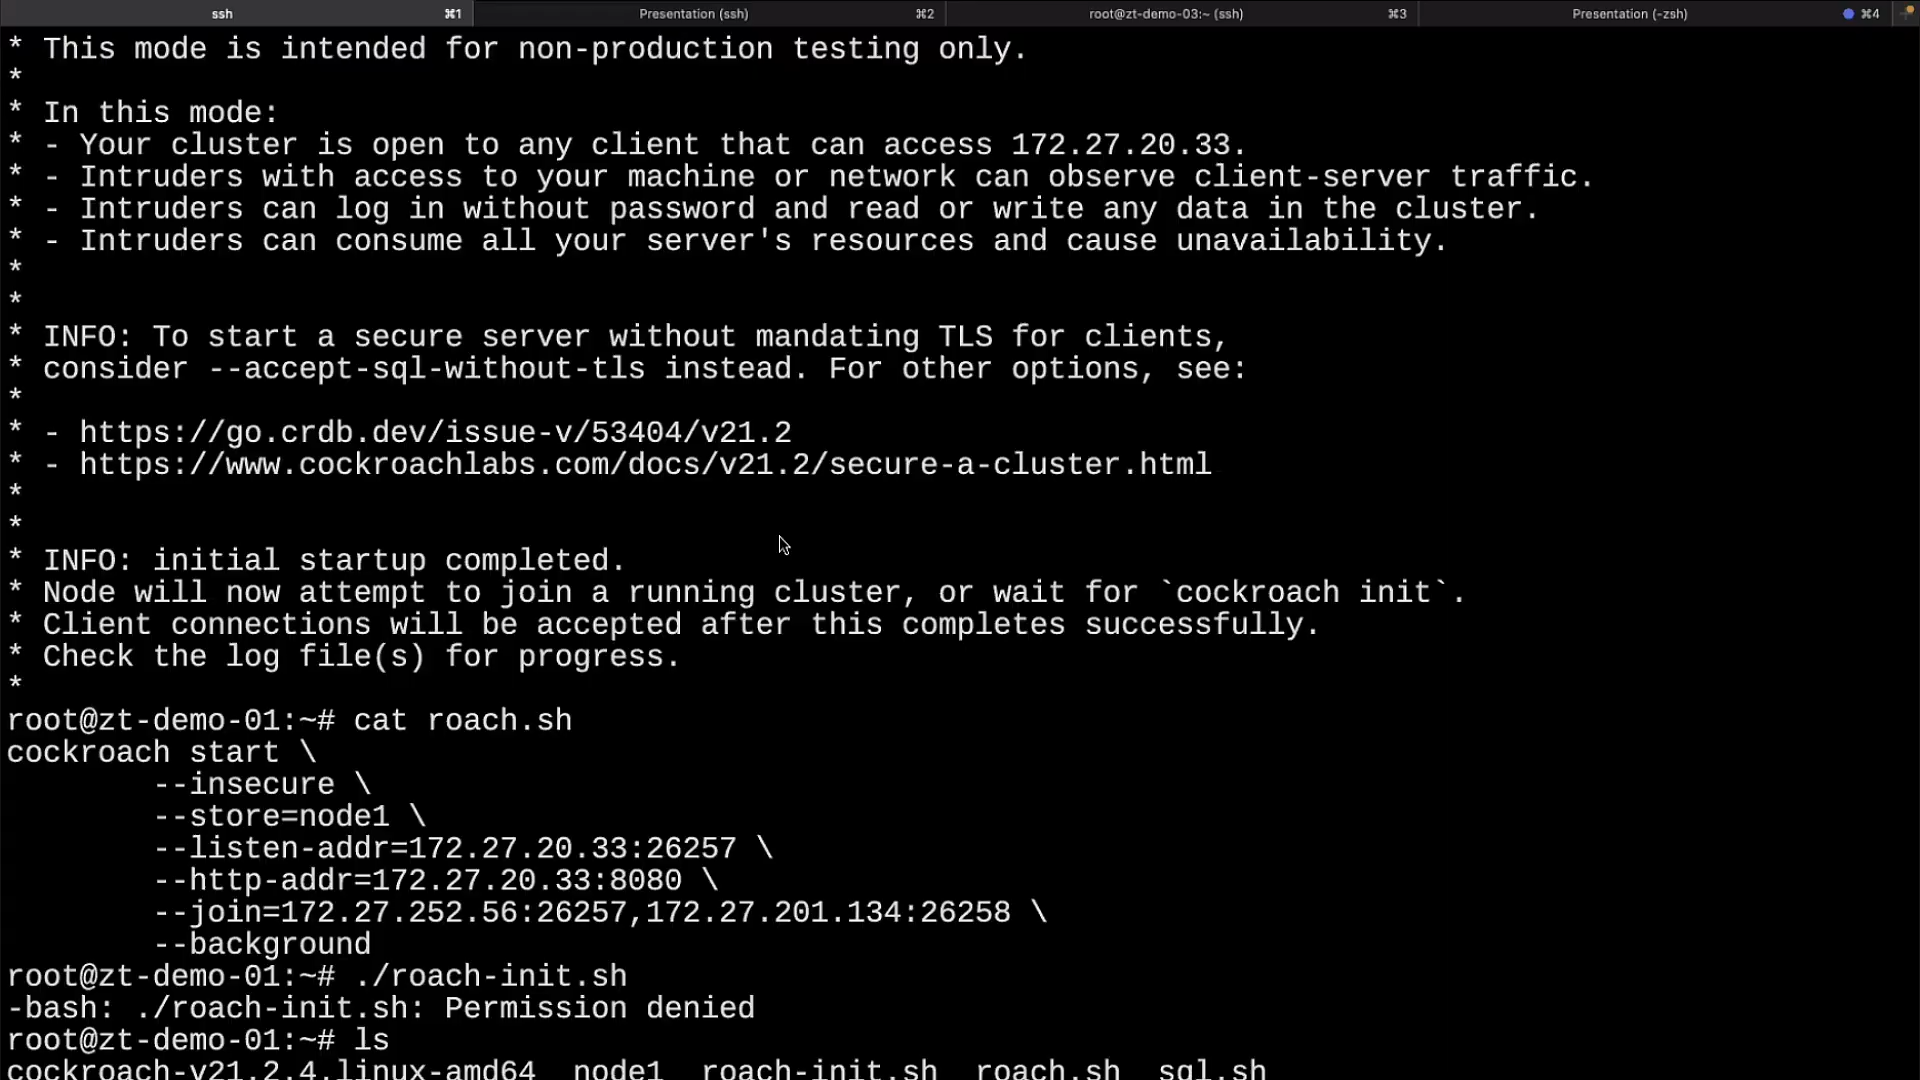 ssh ⌘1 Presentation (ssh) ⌘2 root@zt-demo-03:~ (ssh) ⌘3 Presentation (-zsh) ⌘4
* This mode is intended for non-production testing only.
*
* In this mode:
* - Your cluster is open to any client that can access 172.27.20.33.
* - Intruders with access to your machine or network can observe client-server traffic.
* - Intruders can log in without password and read or write any data in the cluster.
* - Intruders can consume all your server's resources and cause unavailability.
*
*
* INFO: To start a secure server without mandating TLS for clients,
* consider --accept-sql-without-tls instead. For other options, see:
*
* - https://go.crdb.dev/issue-v/53404/v21.2
* - https://www.cockroachlabs.com/docs/v21.2/secure-a-cluster.html
*
*
* INFO: initial startup completed.
* Node will now attempt to join a running cluster, or wait for `cockroach init`.
* Client connections will be accepted after this completes successfully.
* Check the log file(s) for progress.
*
root@zt-demo-01:~# cat roach.sh
cockroach start \
--insecure \
--store=node1 \
--listen-addr=172.27.20.33:26257 \
--http-addr=172.27.20.33:8080 \
--join=172.27.252.56:26257,172.27.201.134:26258 \
--background
root@zt-demo-01:~# ./roach-init.sh
-bash: ./roach-init.sh: Permission denied
root@zt-demo-01:~# ls
cockroach-v21.2.4.linux-amd64 node1 roach-init.sh roach.sh sql.sh